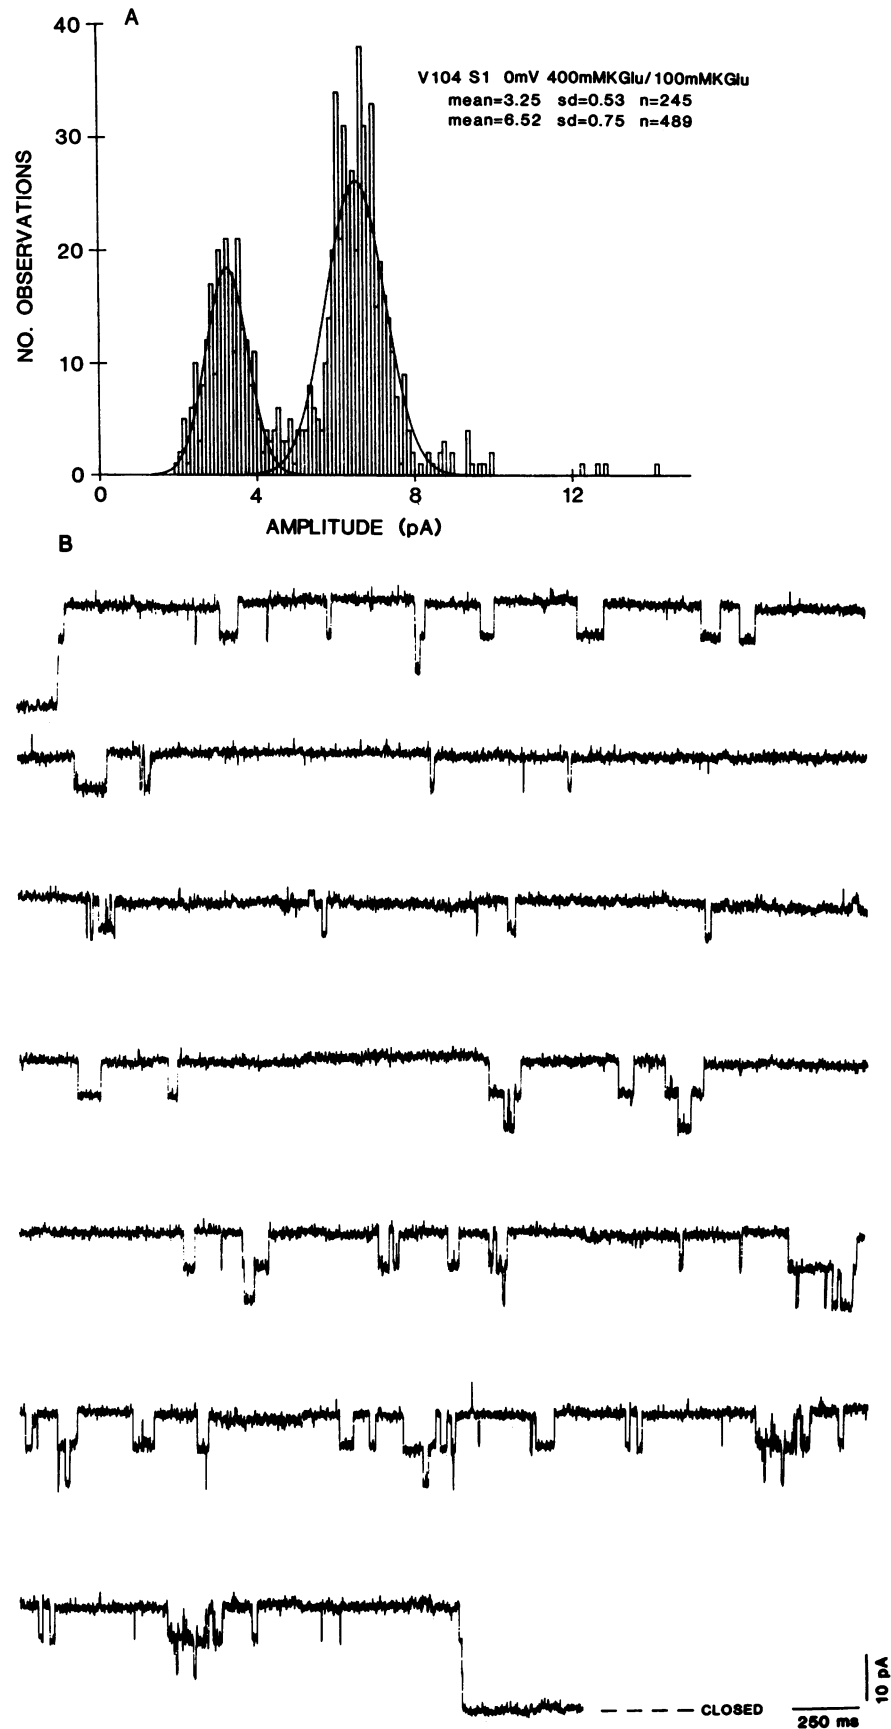 A
40
30
20
10
0
NO. OBSERVATIONS
V104 S1 0mV 400mMKGlu/100mMKGlu
mean=3.25 sd=0.53 n=245
mean=6.52 sd=0.75 n=489
0 4 8 12
AMPLITUDE (pA)
B
10 pA
CLOSED
250 ms